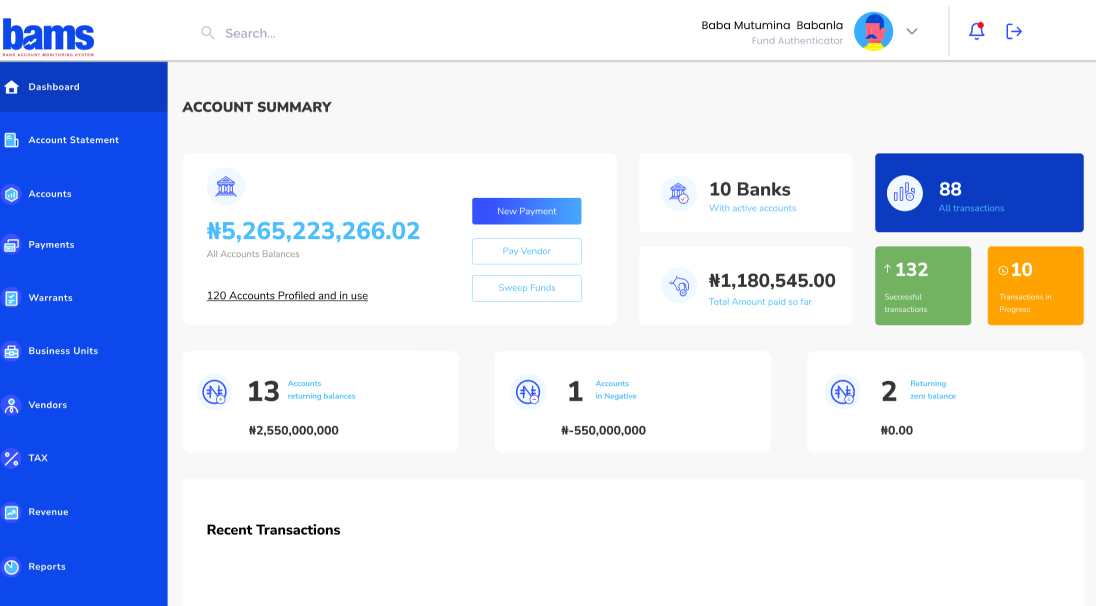 bams
BANK ACCOUNT MONITORING SYSTEM
Search...
Baba Mutumina Babanla
Fund Authenticator
Dashboard
Account Statement
Accounts
Payments
Warrants
Business Units
Vendors
TAX
Revenue
Reports
ACCOUNT SUMMARY
₦5,265,223,266.02
All Accounts Balances
120 Accounts Profiled and in use
New Payment
Pay Vendor
Sweep Funds
10 Banks
With active accounts
₦1,180,545.00
Total Amount paid so far
88
All transactions
132
Successful
transactions
10
Transactions in
Progress
13
Accounts
returning balances
₦2,550,000,000
1
Accounts
in Negative
₦-550,000,000
2
Returning
zero balance
₦0.00
Recent Transactions